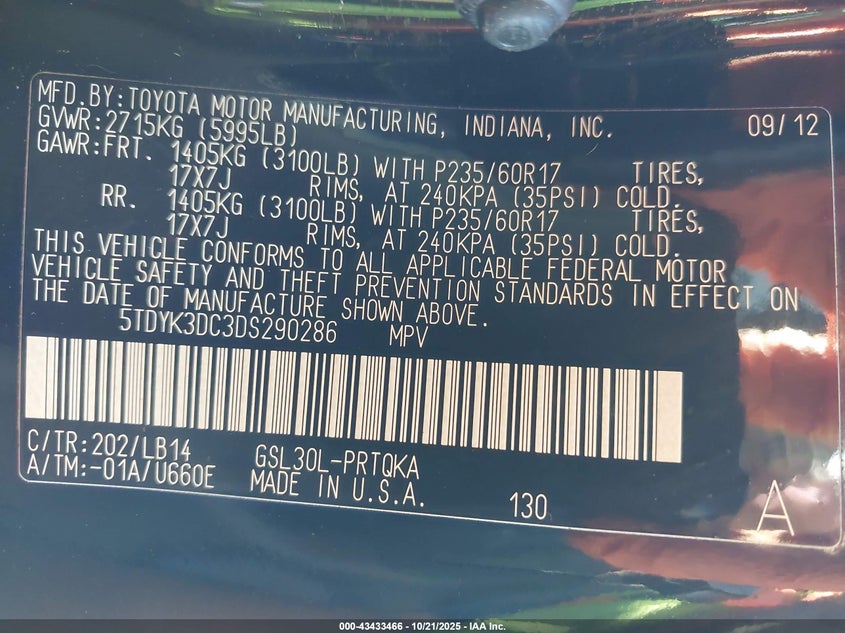 MFD.BY:TOYOTA MOTOR MANUFACTURING, INDIANA, INC. 09/12
GVWR:2715KG (5995LB)
GAWR:FRT. 1405KG (3100LB) WITH P235/60R17 TIRES,
17X7J RIMS, AT 240KPA (35PSI) COLD.
RR. 1405KG (3100LB) WITH P235/60R17 TIRES,
17X7J RIMS, AT 240KPA (35PSI) COLD.
THIS VEHICLE CONFORMS TO ALL APPLICABLE FEDERAL MOTOR
VEHICLE SAFETY AND THEFT PREVENTION STANDARDS IN EFFECT ON
THE DATE OF MANUFACTURE SHOWN ABOVE.
5TDYK3DC3DS290286 MPV
C/TR:202/LB14 GSL30L-PRTQKA
A/TM:-01A/U660E MADE IN U.S.A. 130 A
000-43433466 - 10/21/2025 - IAA Inc.